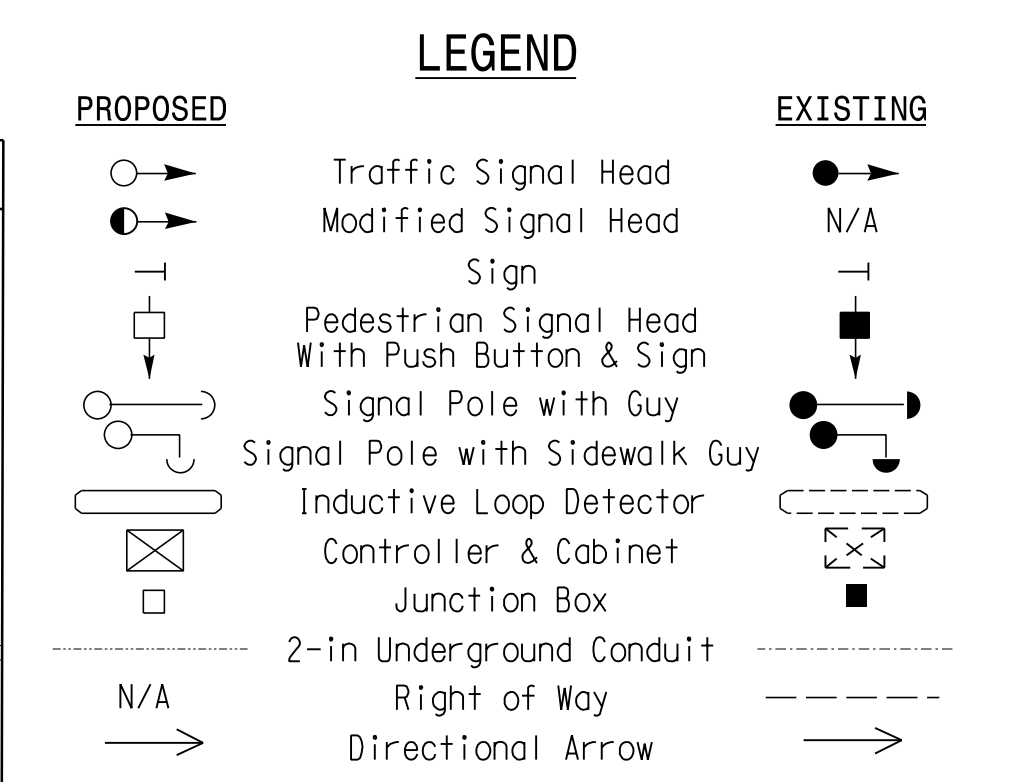 LEGEND
PROPOSED EXISTING
Traffic Signal Head
Modified Signal Head N/A
Sign
Pedestrian Signal Head
With Push Button & Sign
Signal Pole with Guy
Signal Pole with Sidewalk Guy
Inductive Loop Detector
Controller & Cabinet
Junction Box
2-in Underground Conduit
N/A Right of Way
Directional Arrow